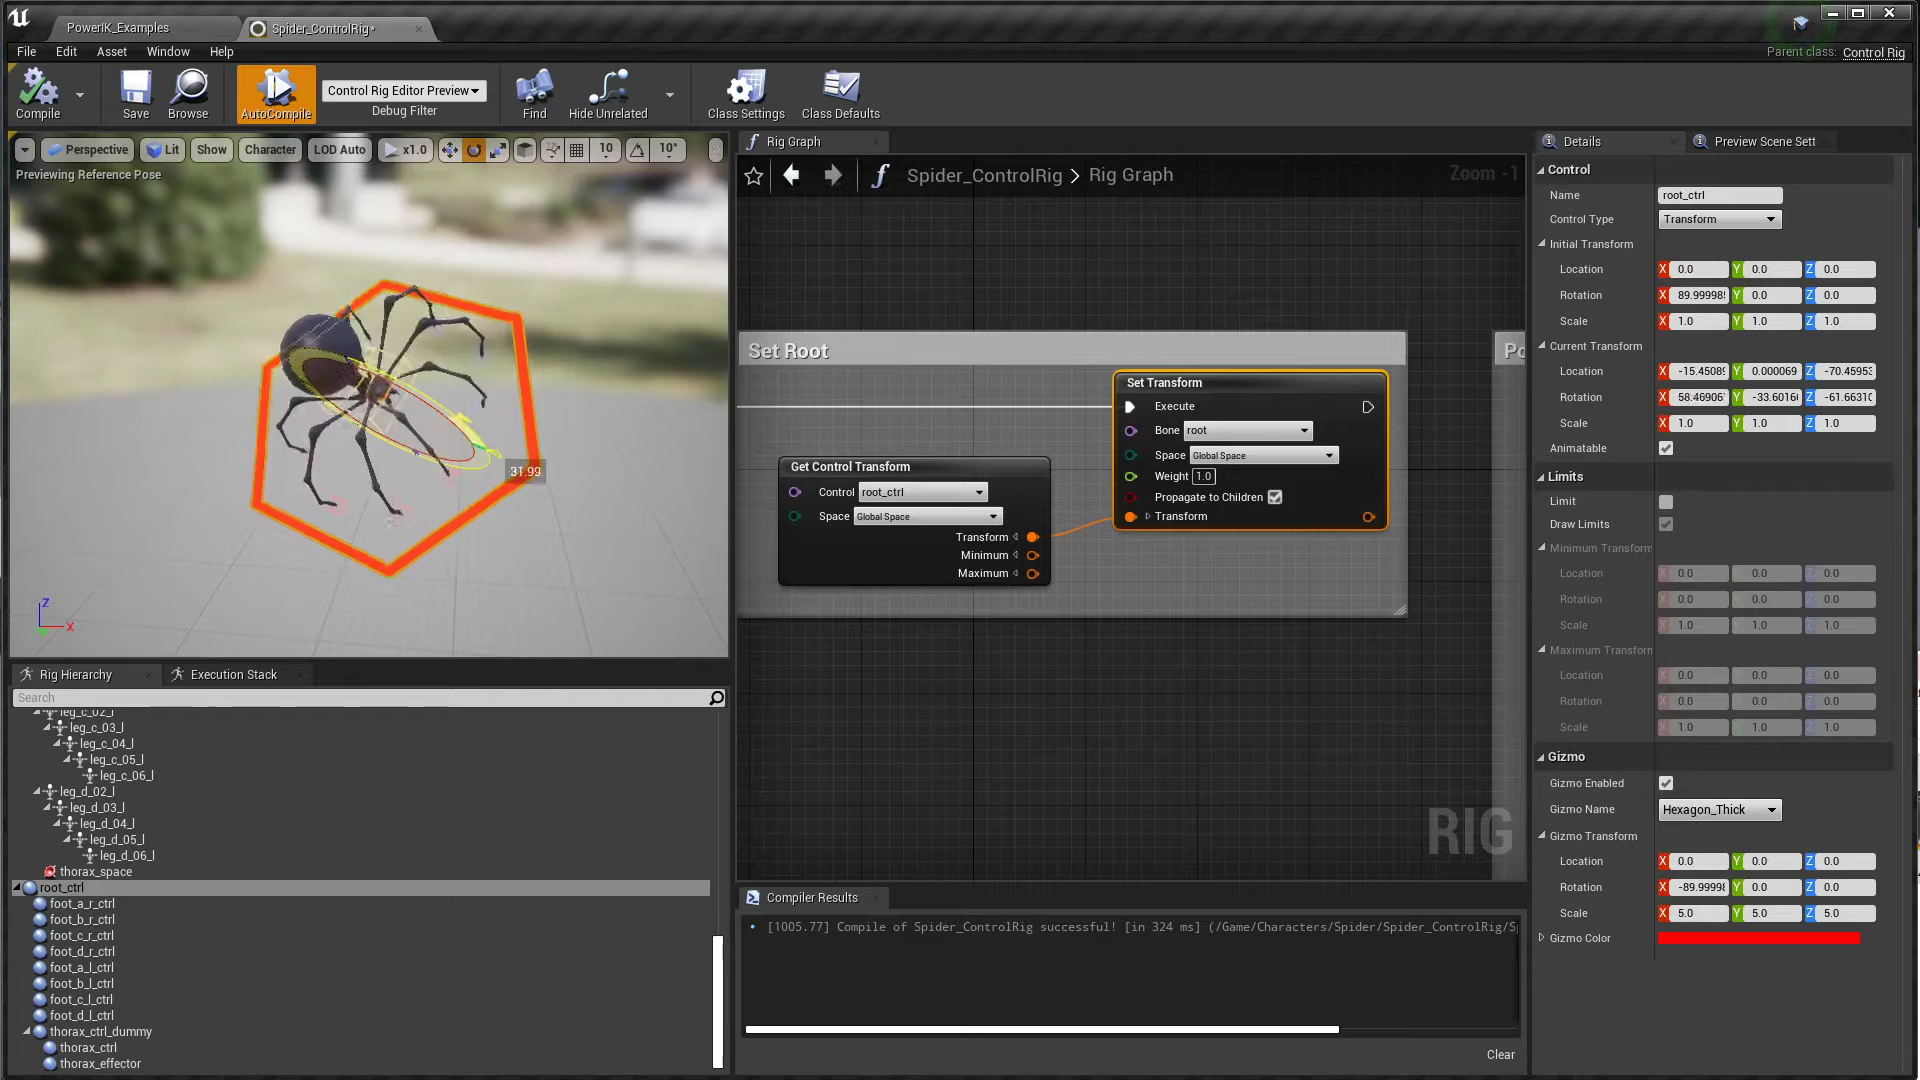 PowerIK_Examples
Spider_ControlRig*
File Edit Asset Window Help
Parent class: Control Rig
Compile
Save
Browse
AutoCompile
Control Rig Editor Preview
Debug Filter
Find
Hide Unrelated
Class Settings
Class Defaults
Perspective
Lit
Show
Character
LOD Auto
x1.0
10
10°
Previewing Reference Pose
31.99
Z
X
Rig Graph
Spider_ControlRig > Rig Graph
Zoom -1
Set Root
Po
Set Transform
Execute
Bone root
Space Global Space
Weight 1.0
Propagate to Children
Transform
Get Control Transform
Control root_ctrl
Space Global Space
Transform
Minimum
Maximum
RIG
Rig Hierarchy
Execution Stack
Search
leg_c_02_l
leg_c_03_l
leg_c_04_l
leg_c_05_l
leg_c_06_l
leg_d_02_l
leg_d_03_l
leg_d_04_l
leg_d_05_l
leg_d_06_l
thorax_space
root_ctrl
foot_a_r_ctrl
foot_b_r_ctrl
foot_c_r_ctrl
foot_d_r_ctrl
foot_a_l_ctrl
foot_b_l_ctrl
foot_c_l_ctrl
foot_d_l_ctrl
thorax_ctrl_dummy
thorax_ctrl
thorax_effector
Compiler Results
[1005.77] Compile of Spider_ControlRig successful! [in 324 ms] (/Game/Characters/Spider/Spider_ControlRig/S
Clear
Details
Preview Scene Sett
Control
Name root_ctrl
Control Type Transform
Initial Transform
Location X 0.0 Y 0.0 Z 0.0
Rotation X 89.99998 Y 0.0 Z 0.0
Scale X 1.0 Y 1.0 Z 1.0
Current Transform
Location X -15.4508 Y 0.000069 Z -70.4595
Rotation X 58.46906 Y -33.6016 Z -61.6631
Scale X 1.0 Y 1.0 Z 1.0
Animatable
Limits
Limit
Draw Limits
Minimum Transform
Location X 0.0 Y 0.0 Z 0.0
Rotation X 0.0 Y 0.0 Z 0.0
Scale X 1.0 Y 1.0 Z 1.0
Maximum Transform
Location X 0.0 Y 0.0 Z 0.0
Rotation X 0.0 Y 0.0 Z 0.0
Scale X 1.0 Y 1.0 Z 1.0
Gizmo
Gizmo Enabled
Gizmo Name Hexagon_Thick
Gizmo Transform
Location X 0.0 Y 0.0 Z 0.0
Rotation X -89.9999 Y 0.0 Z 0.0
Scale X 5.0 Y 5.0 Z 5.0
Gizmo Color